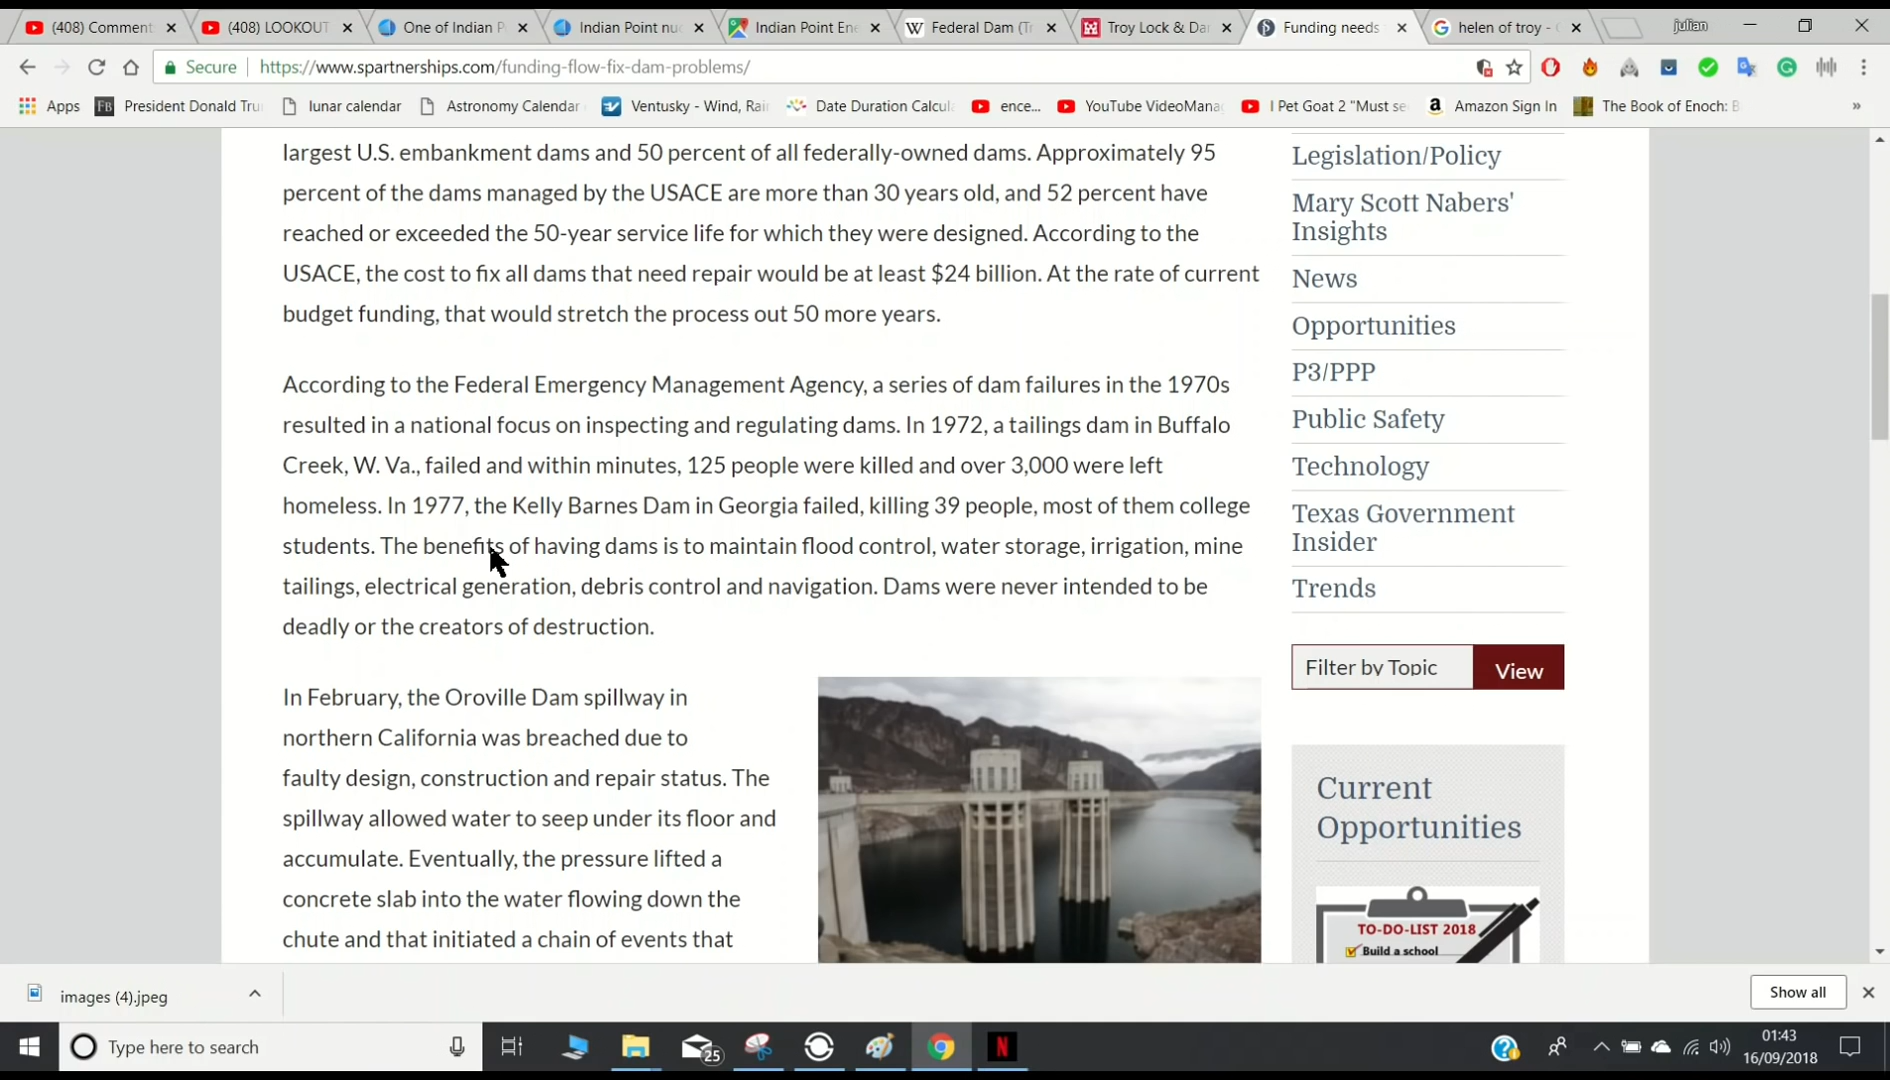 (408) Comment
(408) LOOKOUT
One of Indian P
Indian Point nu
Indian Point Ene
Federal Dam (Tr
Troy Lock & Dar
Funding needs
helen of troy -
julian
Secure
https://www.spartnerships.com/funding-flow-fix-dam-problems/
Apps
President Donald Tru
lunar calendar
Astronomy Calendar
Ventusky - Wind, Rai
Date Duration Calcul
ence...
YouTube VideoManag
I Pet Goat 2 "Must se
Amazon Sign In
The Book of Enoch:
»
largest U.S. embankment dams and 50 percent of all federally-owned dams. Approximately 95
percent of the dams managed by the USACE are more than 30 years old, and 52 percent have
reached or exceeded the 50-year service life for which they were designed. According to the
USACE, the cost to fix all dams that need repair would be at least $24 billion. At the rate of current
budget funding, that would stretch the process out 50 more years.
According to the Federal Emergency Management Agency, a series of dam failures in the 1970s
resulted in a national focus on inspecting and regulating dams. In 1972, a tailings dam in Buffalo
Creek, W. Va., failed and within minutes, 125 people were killed and over 3,000 were left
homeless. In 1977, the Kelly Barnes Dam in Georgia failed, killing 39 people, most of them college
students. The benefits of having dams is to maintain flood control, water storage, irrigation, mine
tailings, electrical generation, debris control and navigation. Dams were never intended to be
deadly or the creators of destruction.
In February, the Oroville Dam spillway in
northern California was breached due to
faulty design, construction and repair status. The
spillway allowed water to seep under its floor and
accumulate. Eventually, the pressure lifted a
concrete slab into the water flowing down the
chute and that initiated a chain of events that
Legislation/Policy
Mary Scott Nabers'
Insights
News
Opportunities
P3/PPP
Public Safety
Technology
Texas Government
Insider
Trends
Filter by Topic
View
Current
Opportunities
TO-DO-LIST 2018
Build a school
images (4).jpeg
Show all
Type here to search
25
01:43
16/09/2018